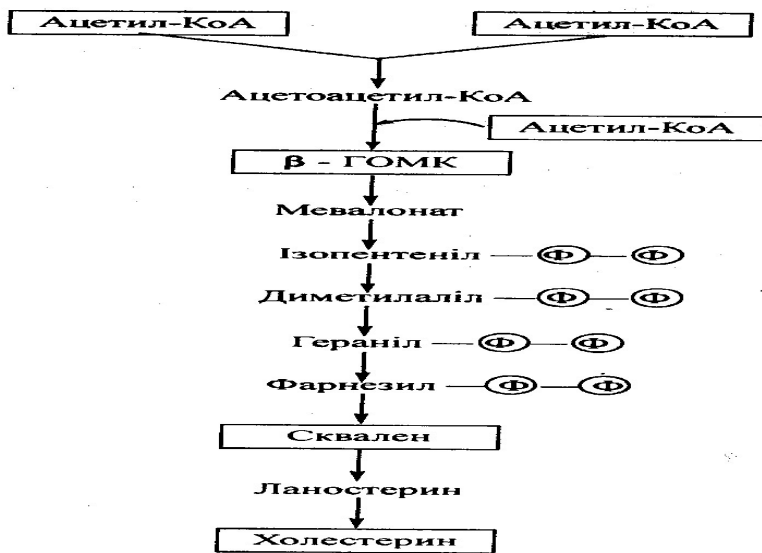 Ацетил-КоА Ацетил-КоА
Ацетоацетил-КоА
Ацетил-КоА
β - ГОМК
Мевалонат
Ізопентеніл Ф Ф
Диметилаліл Ф Ф
Гераніл Ф Ф
Фарнезил Ф Ф
Сквален
Ланостерин
Холестерин